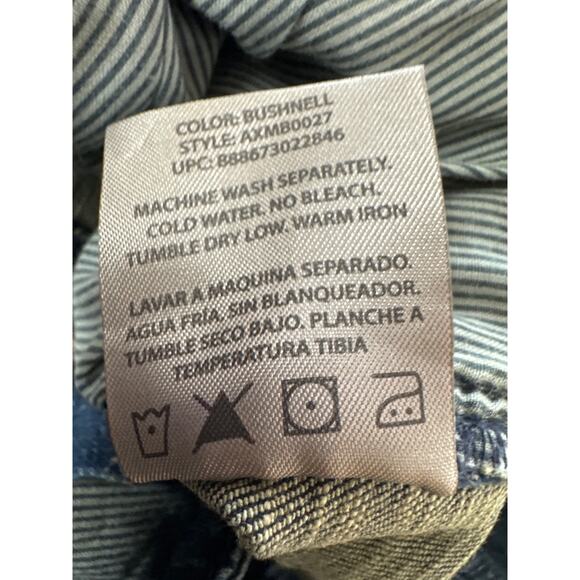 COLOR: BUSHNELL
STYLE: AXMB0027
UPC: 888673022846
MACHINE WASH SEPARATELY.
COLD WATER. NO BLEACH.
TUMBLE DRY LOW. WARM IRON
LAVAR A MAQUINA SEPARADO.
AGUA FRÍA, SIN BLANQUEADOR.
TUMBLE SECO BAJO. PLANCHE A
TEMPERATURA TIBIA